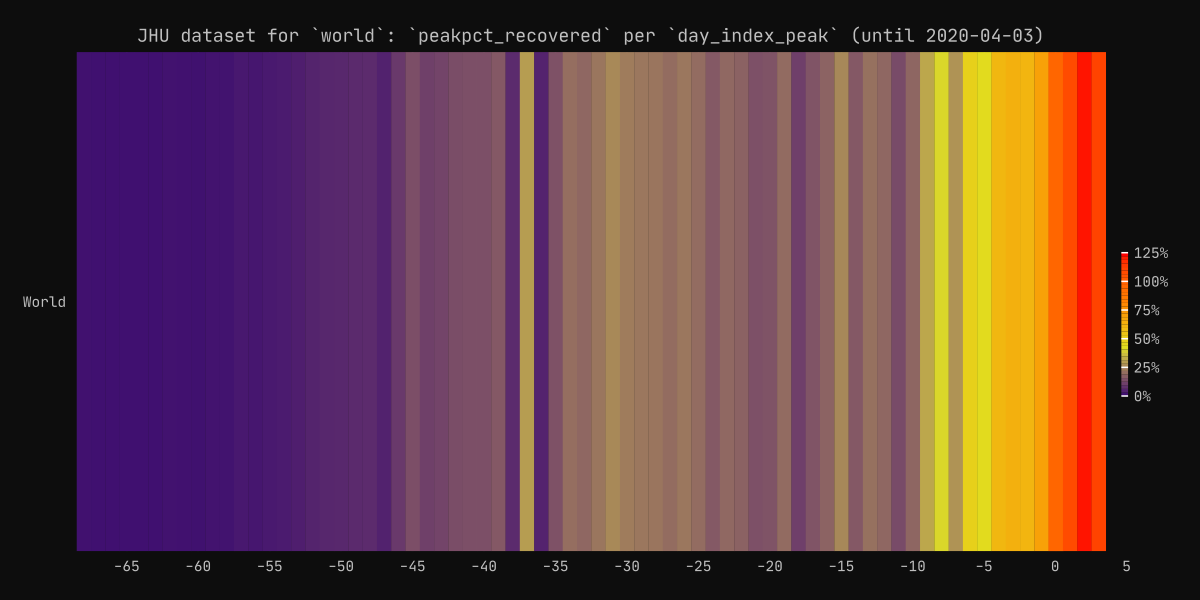 JHU dataset for `world`: `peakpct_recovered` per `day_index_peak` (until 2020-04-03)
125%
100%
75%
50%
25%
0%
World
-65 -60 -55 -50 -45 -40 -35 -30 -25 -20 -15 -10 -5 0 5